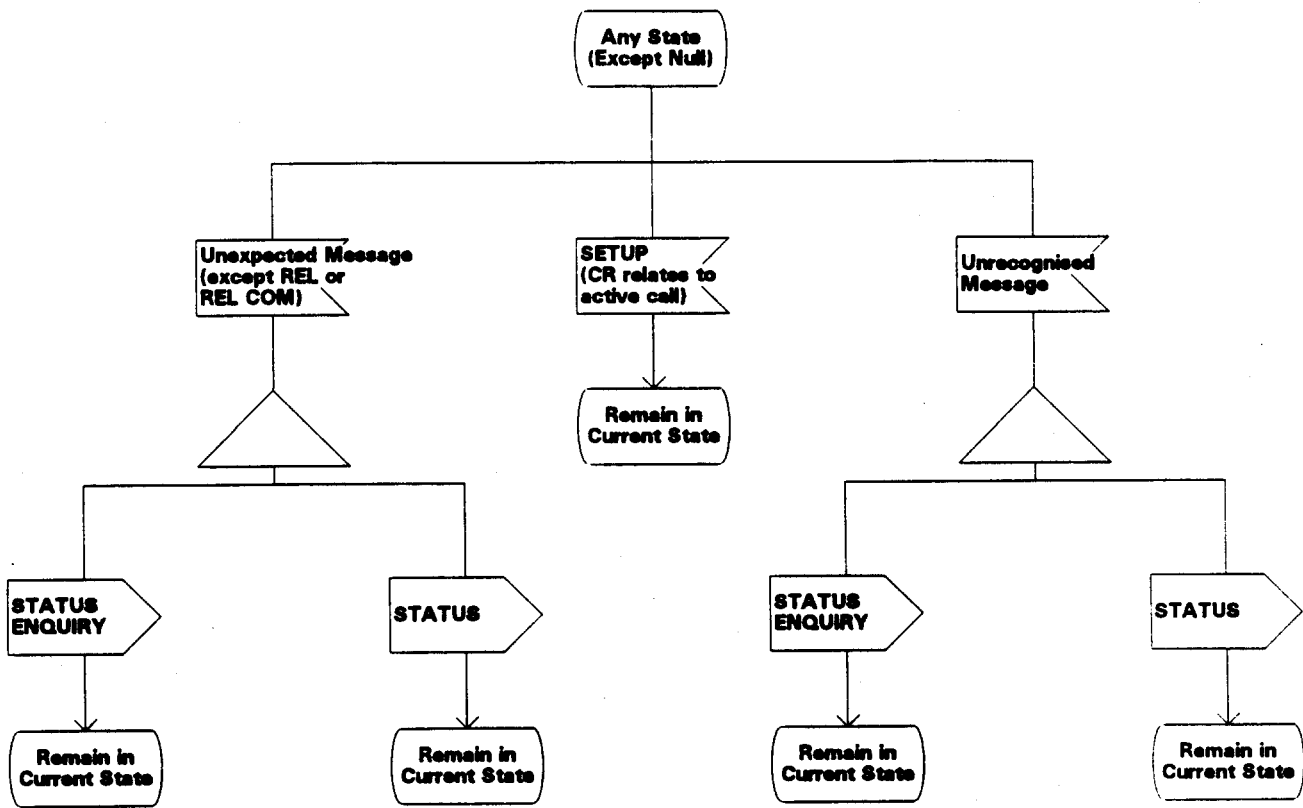 Any State
(Except Null)
Unexpected Message
(except REL or
REL COM)
SETUP
(CR relates to
active call)
Unrecognised
Message
Remain in
Current State
STATUS
ENQUIRY
STATUS
STATUS
ENQUIRY
STATUS
Remain in
Current State
Remain in
Current State
Remain in
Current State
Remain in
Current State